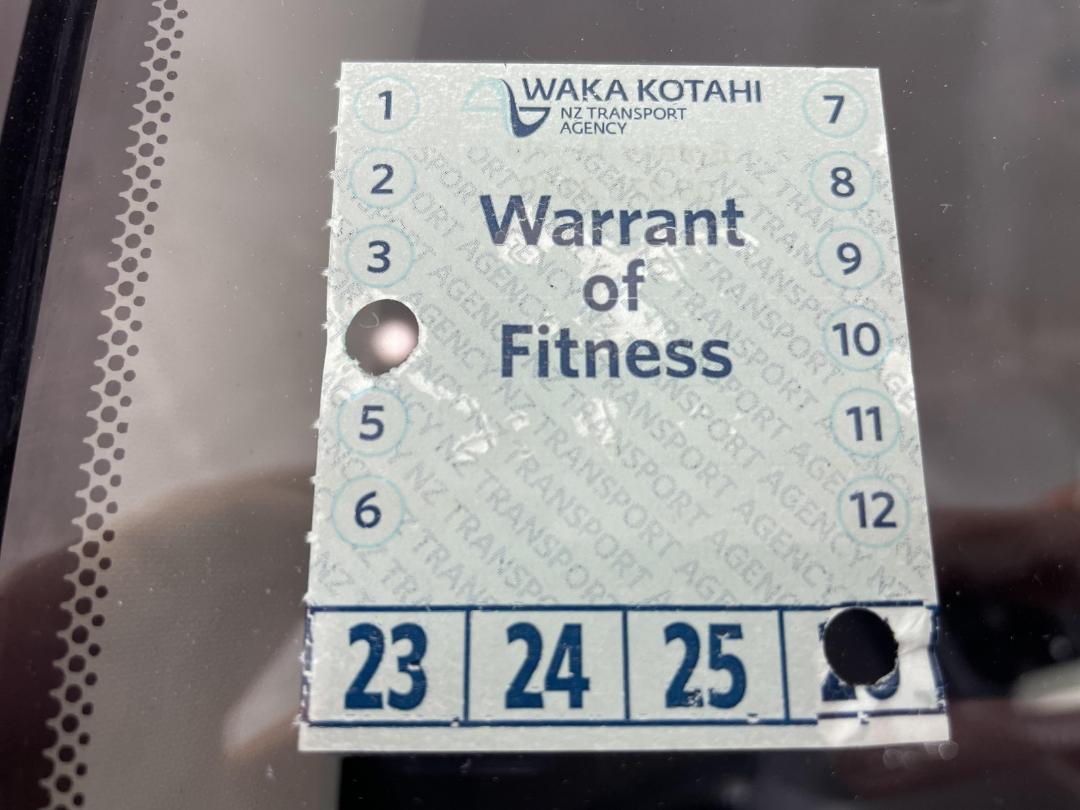 WAKA KOTAHI
NZ TRANSPORT
AGENCY
1
2
3
5
6
Warrant
of
Fitness
7
8
9
10
11
12
23 24 25